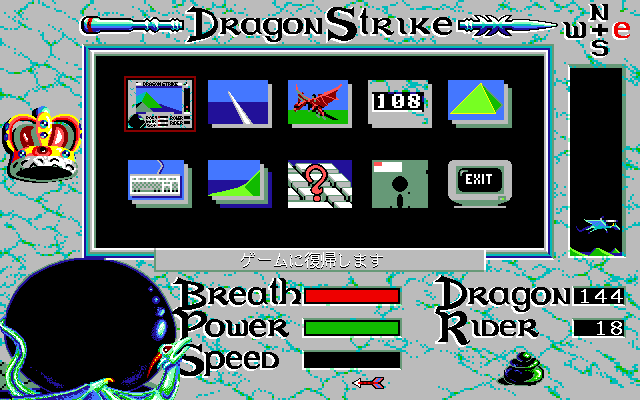 DRAGONSTRIKE
N
W+e
S
DRAGONSTRIKE
108
EXIT
ゲームに復帰します
Breath
Power
Speed
Dragon 144
Rider 18